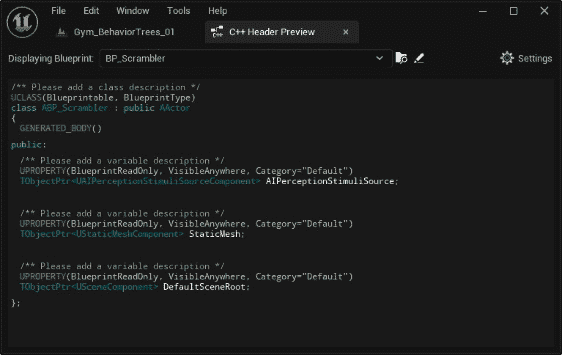 File Edit Window Tools Help
Gym_BehaviorTrees_01 C++ Header Preview
Displaying Blueprint: BP_Scrambler Settings
/** Please add a class description */
UCLASS(Blueprintable, BlueprintType)
class ABP_Scrambler : public AActor
{
GENERATED_BODY()
public:
/** Please add a variable description */
UPROPERTY(BlueprintReadOnly, VisibleAnywhere, Category="Default")
TObjectPtr<UAIPerceptionStimuliSourceComponent> AIPerceptionStimuliSource;
/** Please add a variable description */
UPROPERTY(BlueprintReadOnly, VisibleAnywhere, Category="Default")
TObjectPtr<UStaticMeshComponent> StaticMesh;
/** Please add a variable description */
UPROPERTY(BlueprintReadOnly, VisibleAnywhere, Category="Default")
TObjectPtr<USceneComponent> DefaultSceneRoot;
};